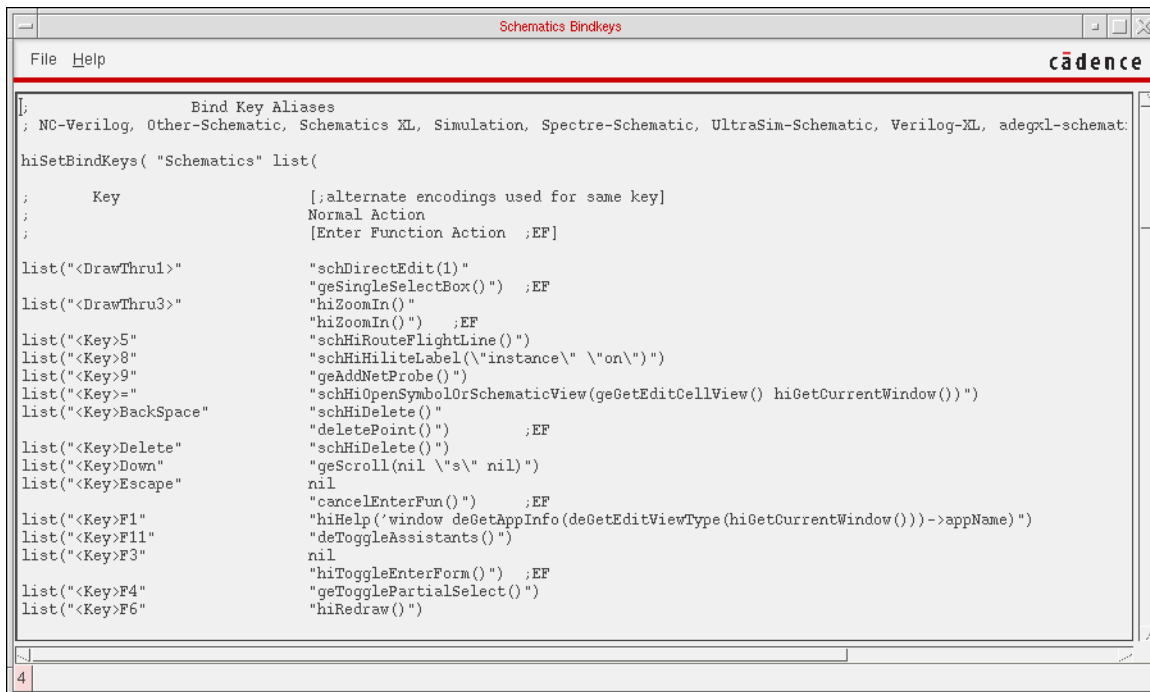 Schematics Bindkeys
File Help
cādence
;                     Bind Key Aliases
; NC-Verilog, Other-Schematic, Schematics XL, Simulation, Spectre-Schematic, UltraSim-Schematic, Verilog-XL, adegxl-schemat
hiSetBindKeys( "Schematics" list(
;       Key                        [;alternate encodings used for same key]
;                                  Normal Action
;                                  [Enter Function Action  ;EF]
list("<DrawThru1>"                 "schDirectEdit(1)"
                                   "geSingleSelectBox()")  ;EF
list("<DrawThru3>"                 "hiZoomIn()"
                                   "hiZoomIn()")   ;EF
list("<Key>5"                      "schHiRouteFlightLine()")
list("<Key>8"                      "schHiHiliteLabel(\"instance\" \"on\")")
list("<Key>9"                      "geAddNetProbe()")
list("<Key>="                      "schHiOpenSymbolOrSchematicView(geGetEditCellView() hiGetCurrentWindow())")
list("<Key>BackSpace"              "schHiDelete()"
                                   "deletePoint()")        ;EF
list("<Key>Delete"                 "schHiDelete()")
list("<Key>Down"                   "geScroll(nil \"s\" nil)")
list("<Key>Escape"                 nil
                                   "cancelEnterFun()")     ;EF
list("<Key>F1"                     "hiHelp('window deGetAppInfo(deGetEditViewType(hiGetCurrentWindow()))->appName)")
list("<Key>F11"                    "deToggleAssistants()")
list("<Key>F3"                     nil
                                   "hiToggleEnterForm()")  ;EF
list("<Key>F4"                     "geTogglePartialSelect()")
list("<Key>F6"                     "hiRedraw()")
4